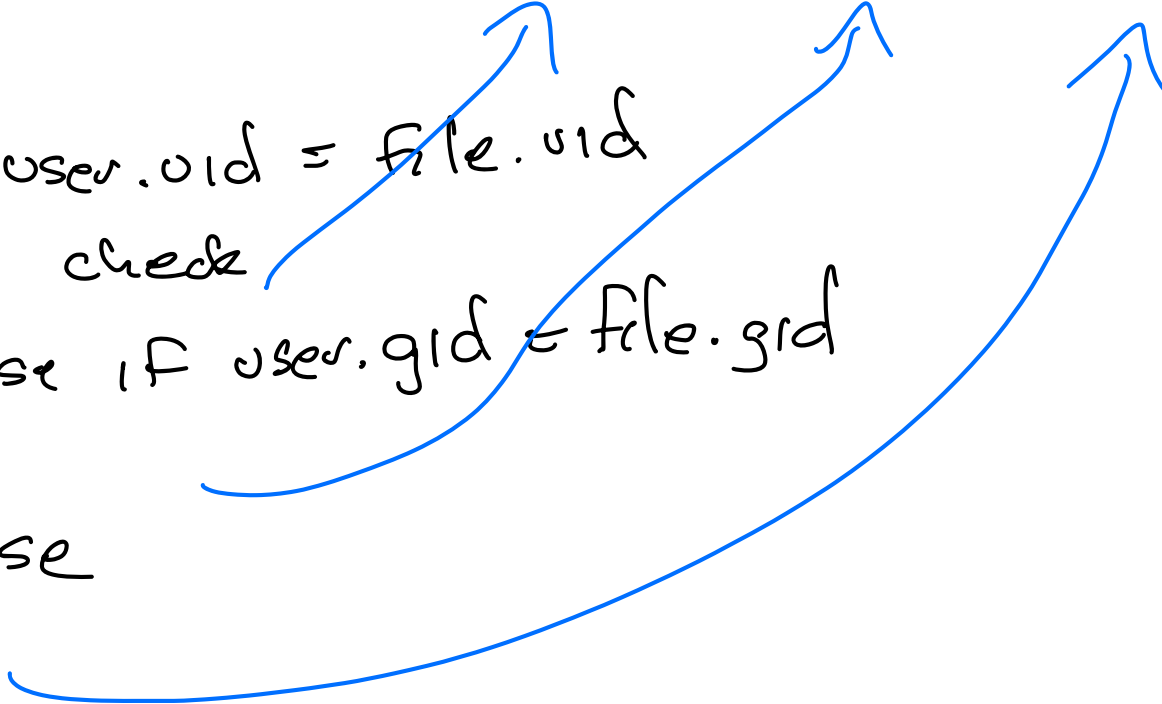 user.uid = file.uid
check
se if user.gid = file.gid
se